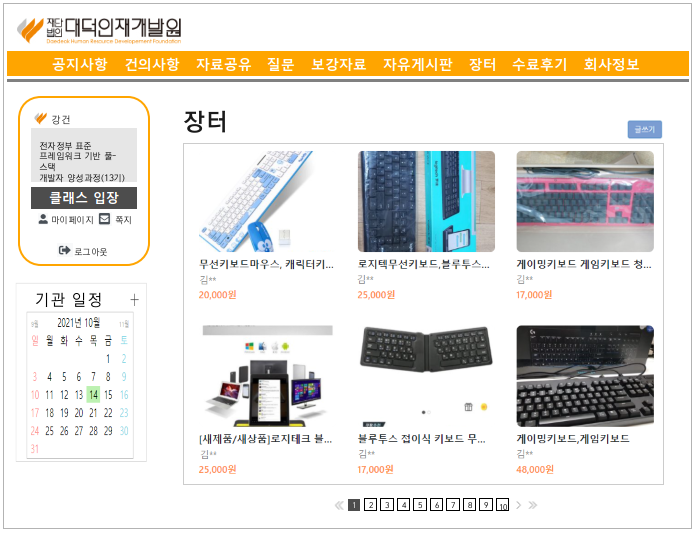 재단
법인 대덕인재개발원
Daedeok Human Resource Developement Foundation
공지사항 건의사항 자료공유 질문 보강자료 자유게시판 장터 수료후기 회사정보
강건
전자정부 표준
프레임워크 기반 풀-
스택
개발자 양성과정(13기)
클래스 입장
마이페이지 쪽지
로그아웃
기관 일정 +
9월 2021년 10월 11월
일 월 화 수 목 금 토
1 2
3 4 5 6 7 8 9
10 11 12 13 14 15 16
17 18 19 20 21 22 23
24 25 26 27 28 29 30
31
장터
글쓰기
무선키보드마우스, 캐릭터키...
김**
20,000원
로지텍무선키보드,블루투스...
김**
25,000원
게이밍키보드 게임키보드 청...
김**
17,000원
[새제품/새상품]로지테크 블...
김**
25,000원
블루투스 접이식 키보드 무...
김**
17,000원
게이밍키보드,게임키보드
김**
48,000원
1 2 3 4 5 6 7 8 9 10